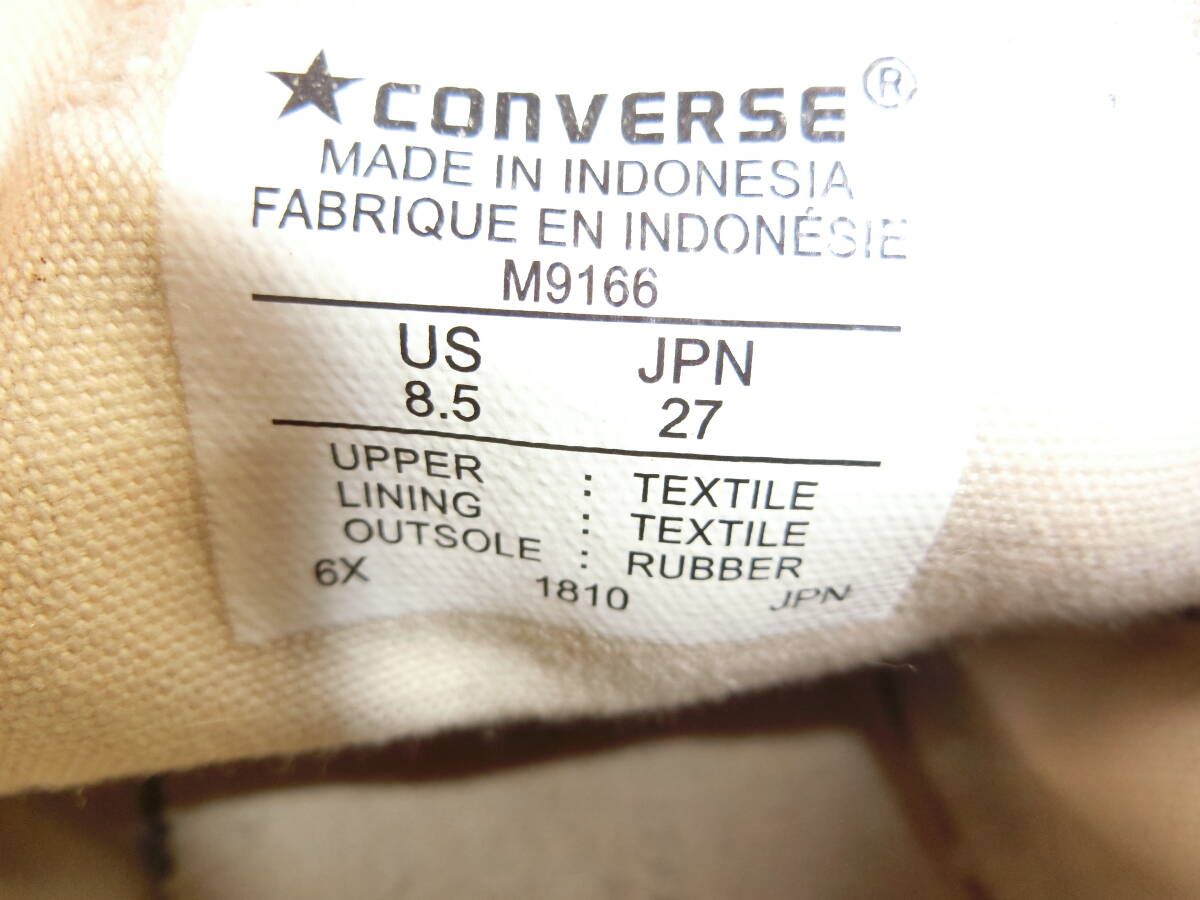 ★CONVERSE®
MADE IN INDONESIA
FABRIQUE EN INDONÉSIE
M9166
US JPN
8.5 27
UPPER : TEXTILE
LINING : TEXTILE
OUTSOLE : RUBBER
6X 1810 JPN